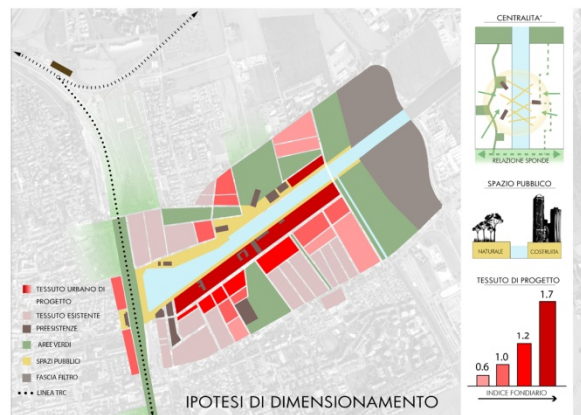 TESSUTO URBANO DI
PROGETTO
TESSUTO ESISTENTE
PREESISTENZE
AREE VERDI
SPAZI PUBBLICI
FASCIA FILTRO
LINEA TRC
IPOTESI DI DIMENSIONAMENTO
CENTRALITA'
RELAZIONE SPONDE
SPAZIO PUBBLICO
NATURALE
COSTRUITA
TESSUTO DI PROGETTO
1.7
1.2
1.0
0.6
INDICE FONDIARIO